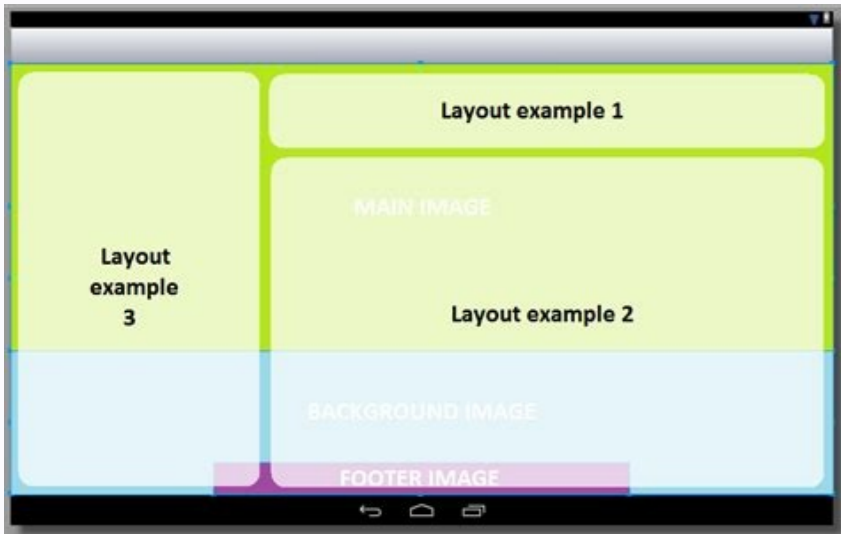 Layout example 1
MAIN IMAGE
Layout
example
3
Layout example 2
BACKGROUND IMAGE
FOOTER IMAGE